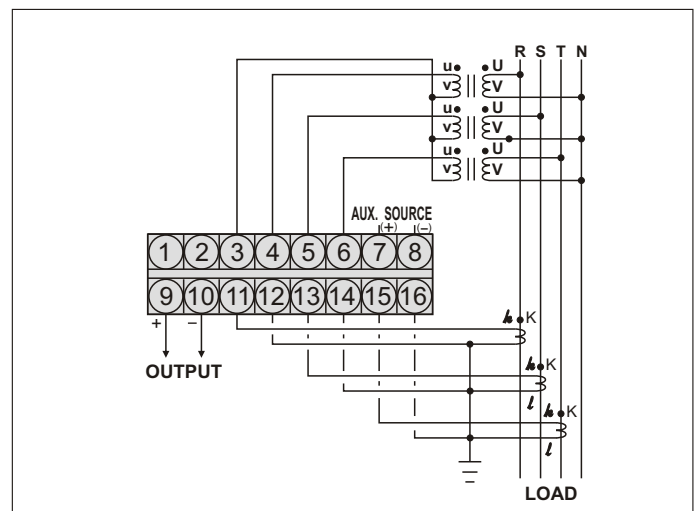 R S T N
u U
v V
u U
v V
u U
v V
AUX. SOURCE
(+) (−)
1 2 3 4 5 6 7 8
9 10 11 12 13 14 15 16
+ −
OUTPUT
k K
k K
l
k K
l
LOAD